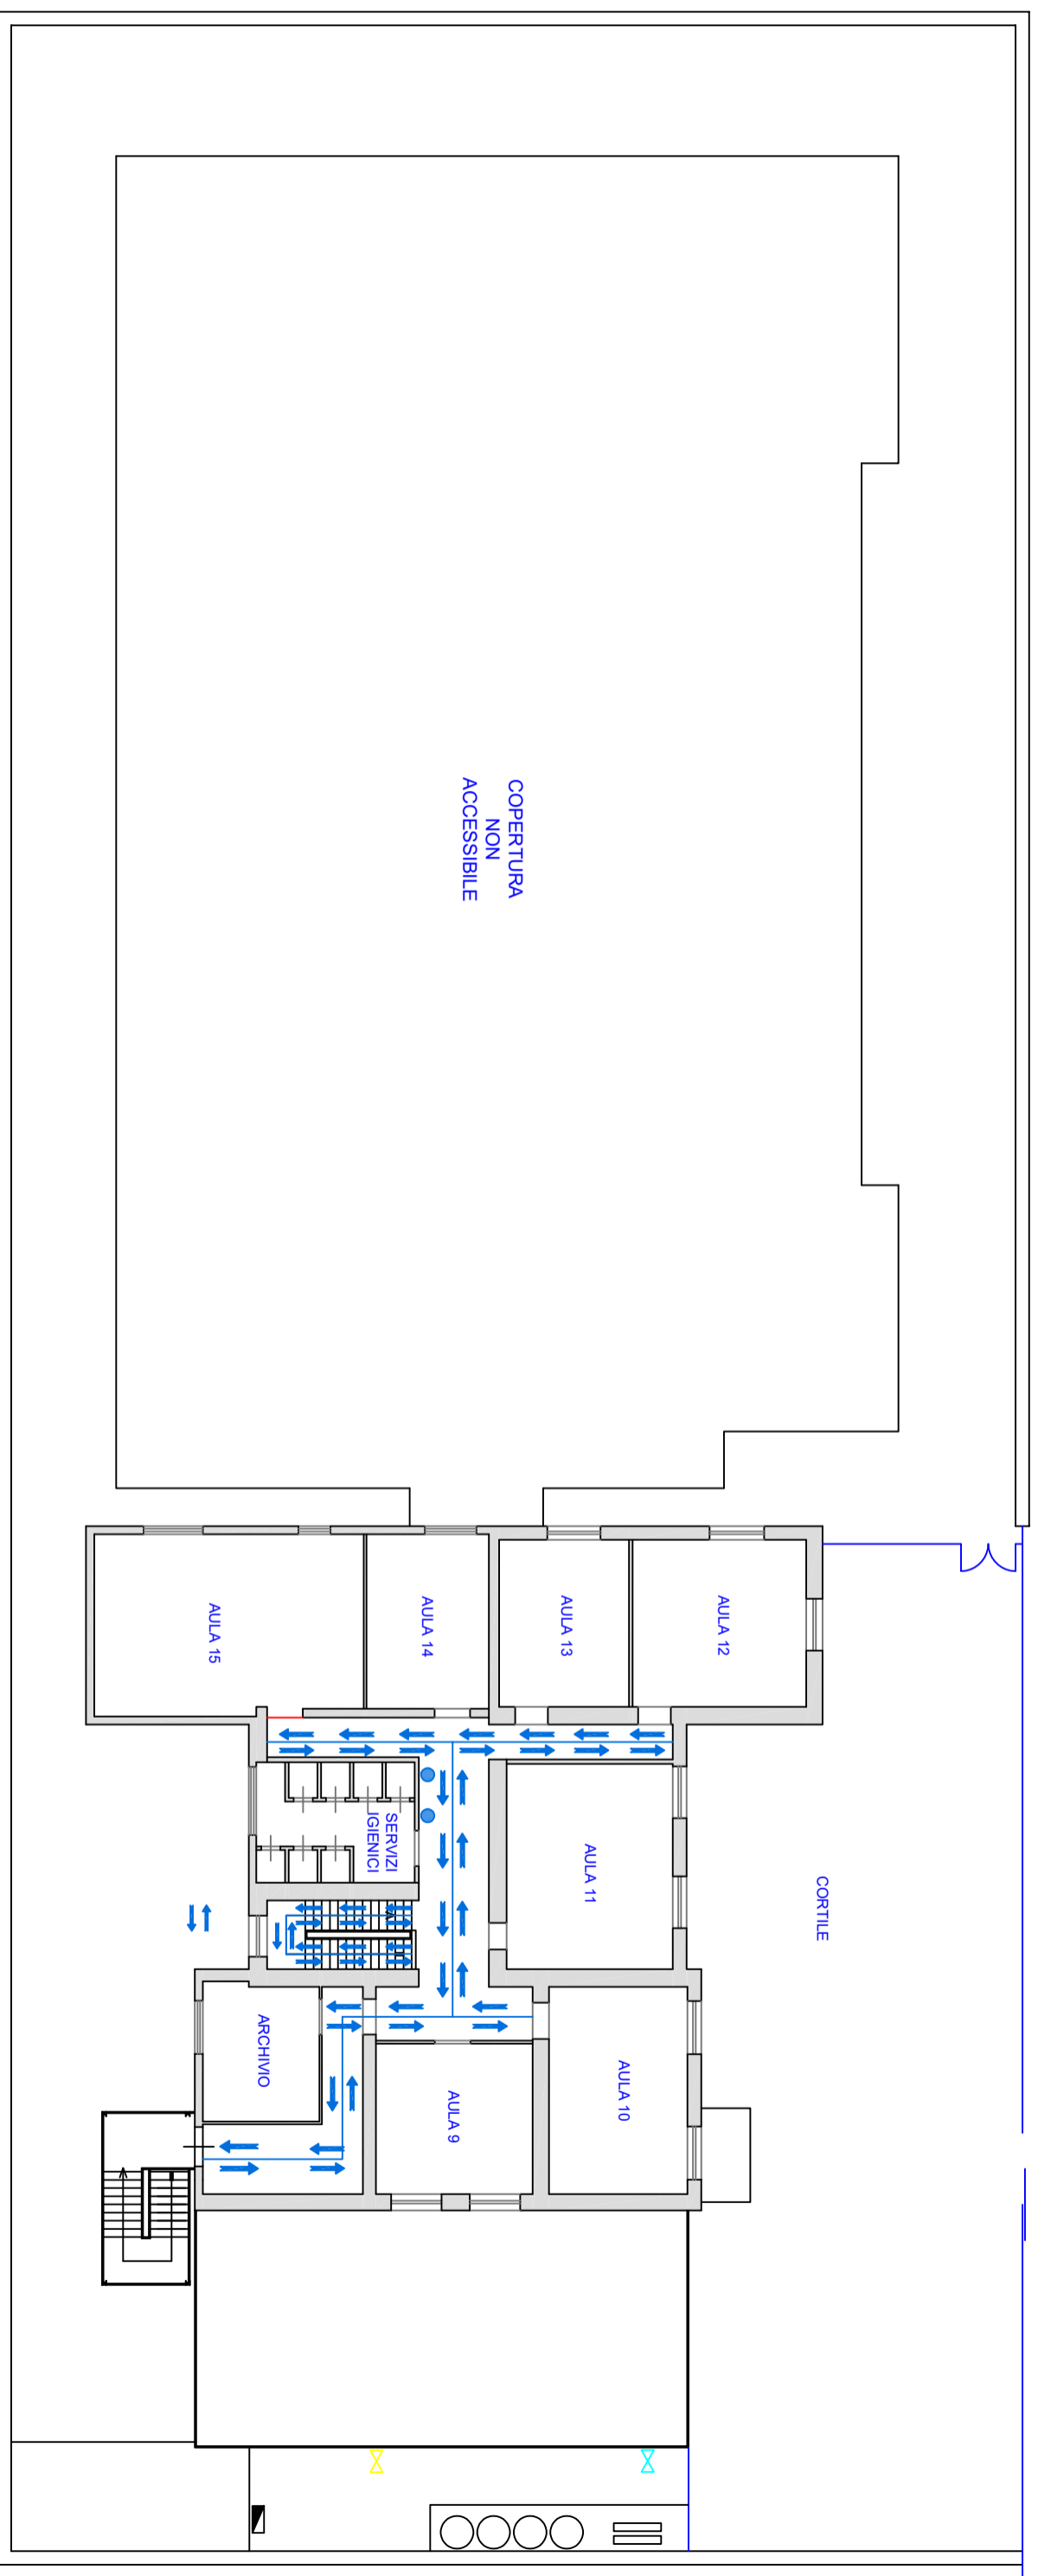 COPERTURA
NON
ACCESSIBILE
AULA 12
AULA 13
AULA 14
AULA 15
CORTILE
AULA 11
SERVIZI
IGIENICI
AULA 10
AULA 9
ARCHIVIO